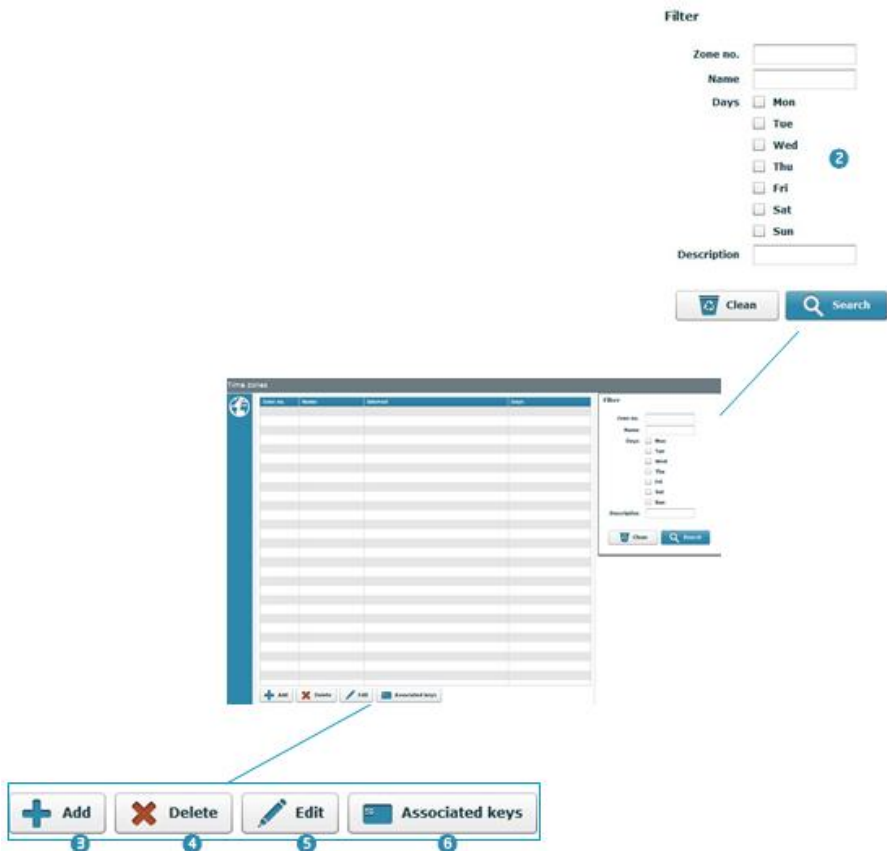 Filter
Zone no.
Name
Days Mon
Tue
Wed
Thu
Fri
Sat
Sun
Description
2
Clean Search
Time zones
Zone no. Name Interval Days
Filter
Zone no.
Name
Days Mon
Tue
Wed
Thu
Fri
Sat
Sun
Description
Clean Search
Add Delete Edit Associated keys
Add Delete Edit Associated keys
3 4 5 6